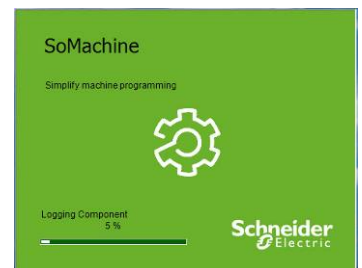 SoMachine
Simplify machine programming
Logging Component
5 %
Schneider
Electric